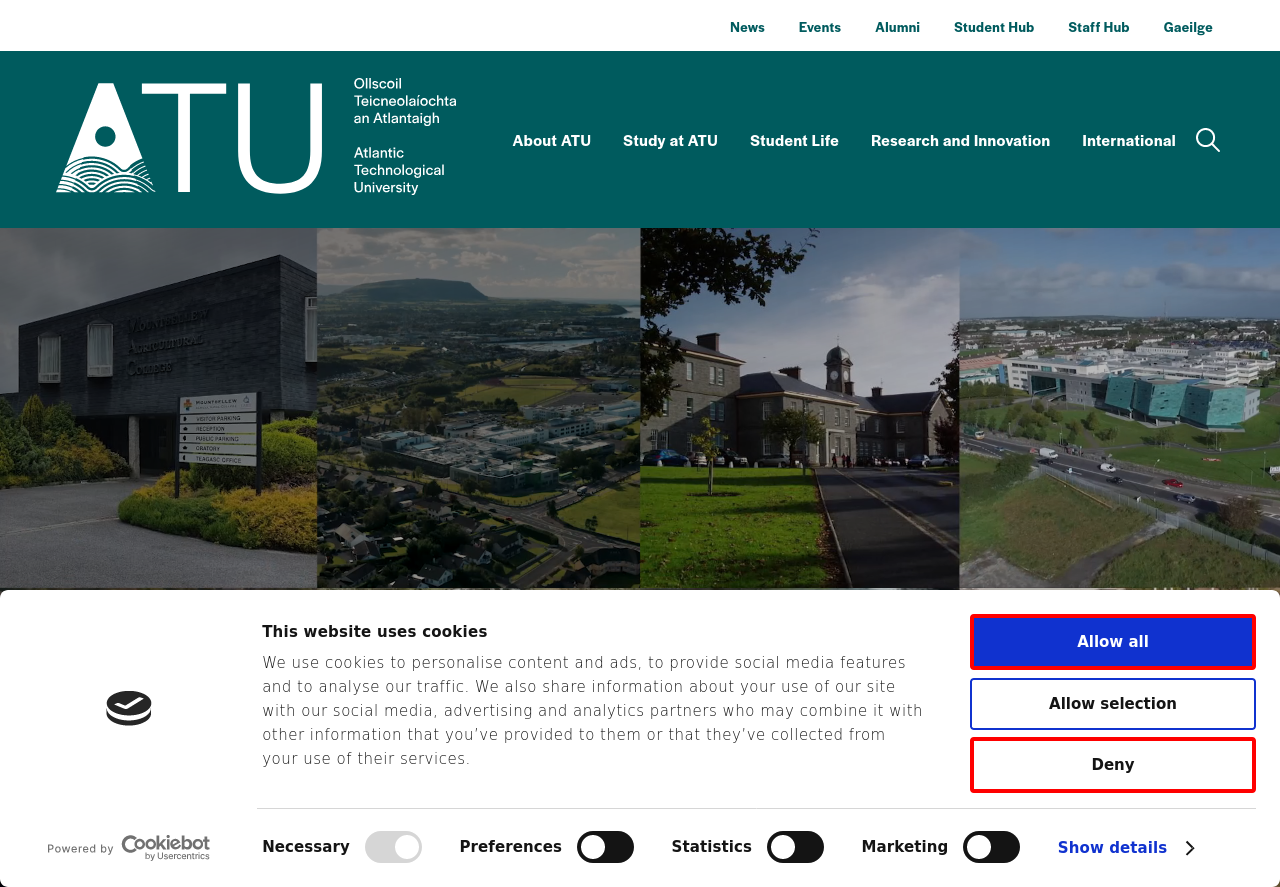 News Events Alumni Student Hub Staff Hub Gaeilge
ATU
Ollscoil
Teicneolaíochta
an Atlantaigh
Atlantic
Technological
University
About ATU Study at ATU Student Life Research and Innovation International
Mountbellew
Agricultural
College
MOUNTBELLEW
VISITOR PARKING
RECEPTION
PUBLIC PARKING
ORATORY
TEAGASC OFFICE
This website uses cookies
We use cookies to personalise content and ads, to provide social media features
and to analyse our traffic. We also share information about your use of our site
with our social media, advertising and analytics partners who may combine it with
other information that you’ve provided to them or that they’ve collected from
your use of their services.
Allow all
Allow selection
Deny
Powered by Cookiebot
by Usercentrics
Necessary Preferences Statistics Marketing Show details